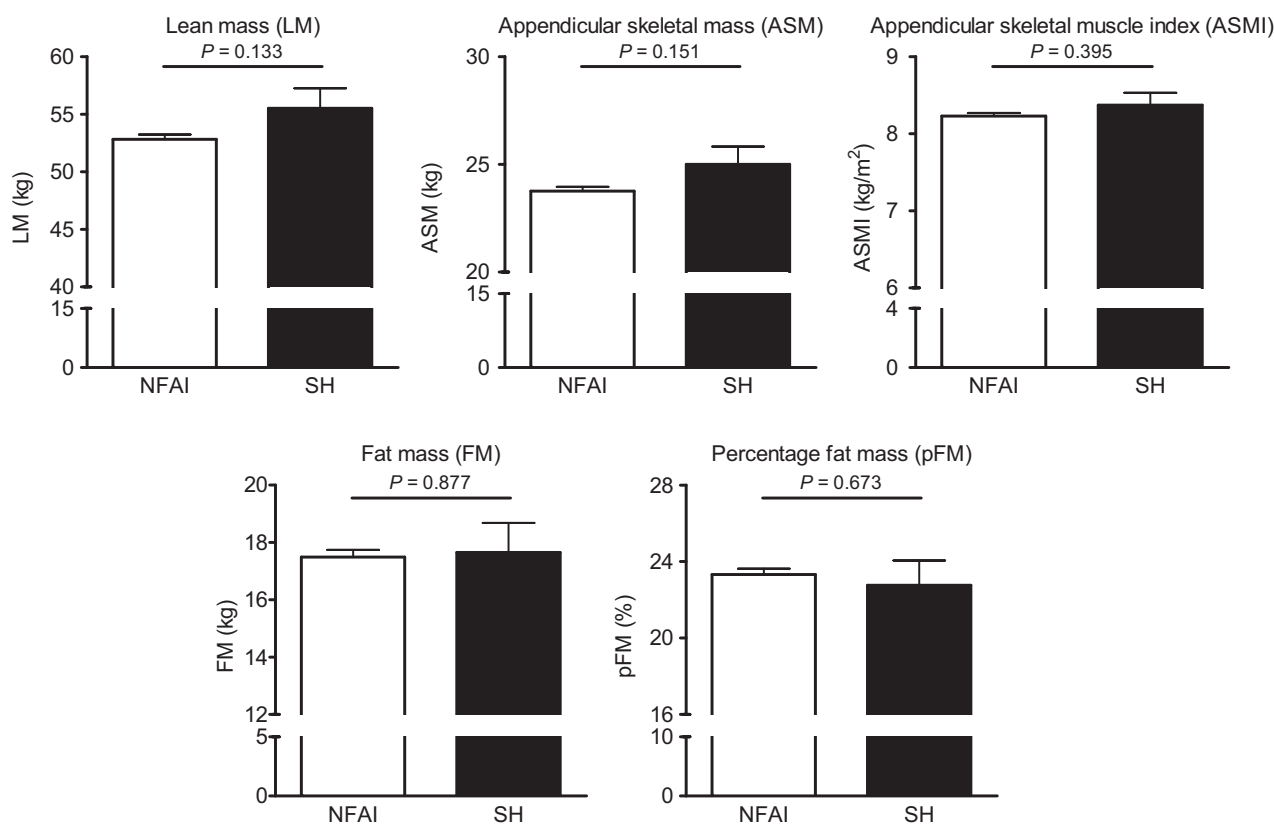 Lean mass (LM)
P = 0.133
60
55
50
45
40
15
0
LM (kg)
NFAI
SH
Appendicular skeletal mass (ASM)
P = 0.151
30
25
20
15
0
ASM (kg)
NFAI
SH
Appendicular skeletal muscle index (ASMI)
P = 0.395
9
8
7
6
4
0
ASMI (kg/m²)
NFAI
SH
Fat mass (FM)
P = 0.877
20
18
16
14
12
5
0
FM (kg)
NFAI
SH
Percentage fat mass (pFM)
P = 0.673
28
24
20
16
10
0
pFM (%)
NFAI
SH